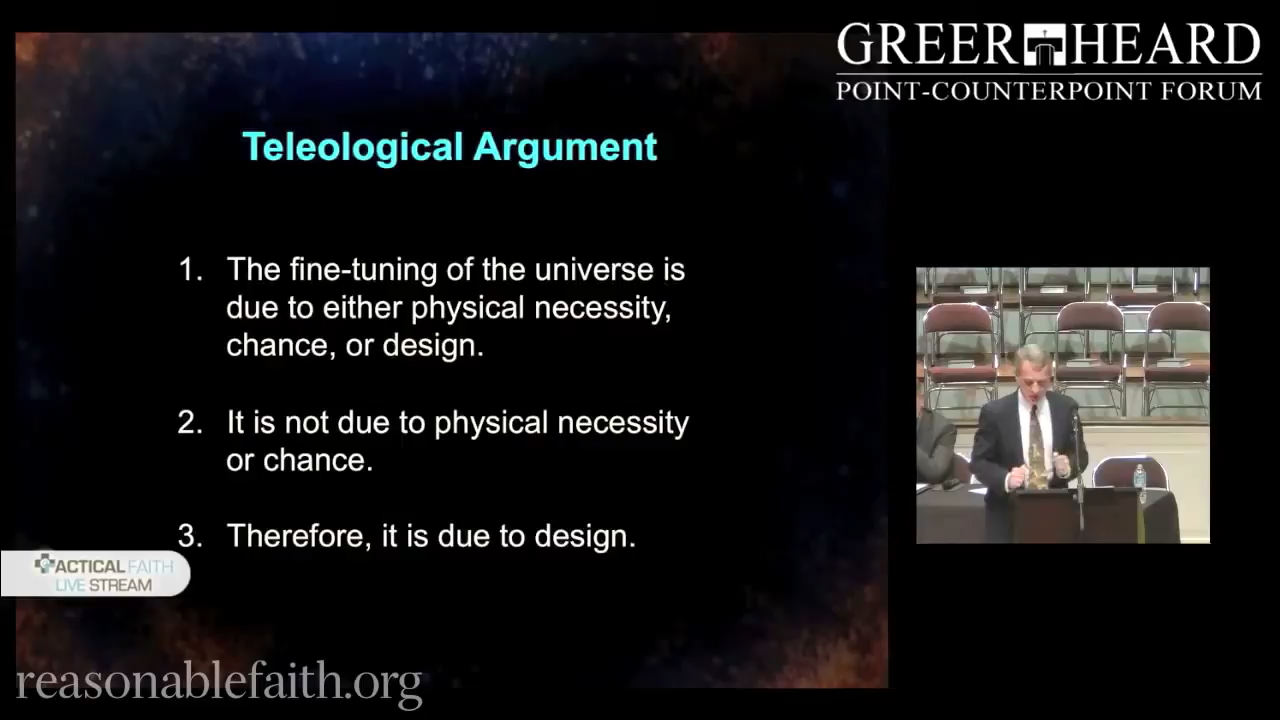 GREER HEARD
POINT-COUNTERPOINT FORUM
Teleological Argument
1. The fine-tuning of the universe is
due to either physical necessity,
chance, or design.
2. It is not due to physical necessity
or chance.
3. Therefore, it is due to design.
TACTICAL FAITH
LIVE STREAM
reasonablefaith.org